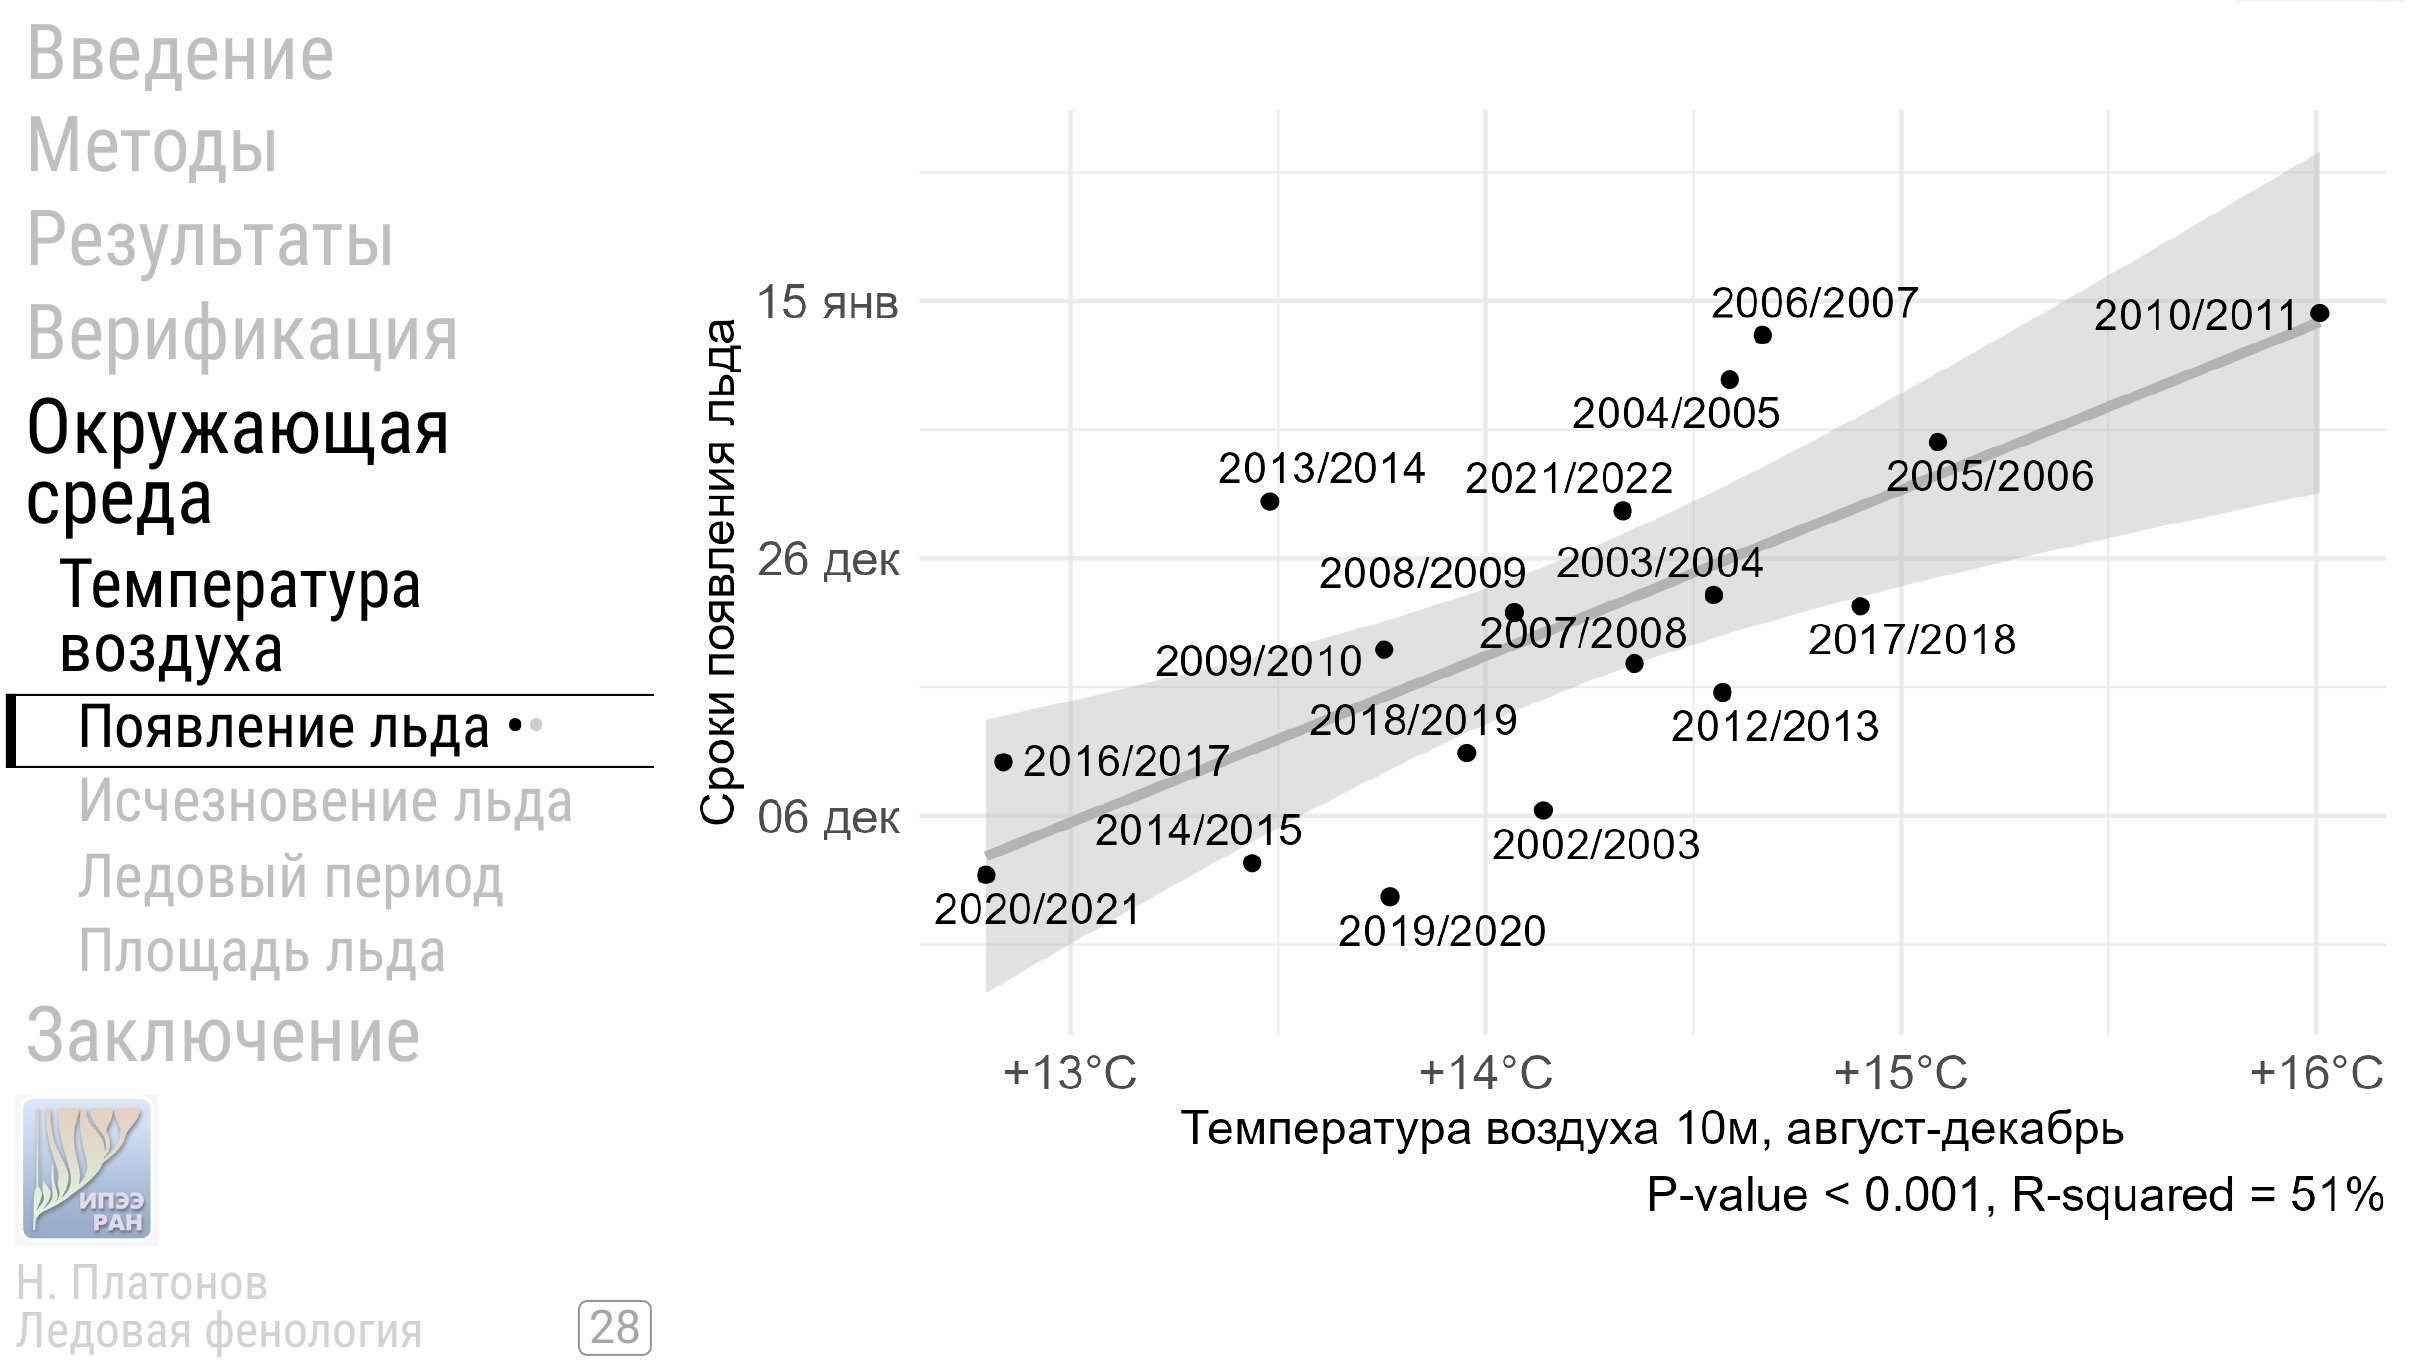 Введение
Методы
Результаты
Верификация
Окружающая
среда
Температура
воздуха
Появление льда
Исчезновение льда
Ледовый период
Площадь льда
Заключение
ИПЭЭ
РАН
Н. Платонов
Ледовая фенология
28
Сроки появления льда
15 янв
26 дек
06 дек
2006/2007
2010/2011
2004/2005
2013/2014
2021/2022
2005/2006
2008/2009
2003/2004
2007/2008
2017/2018
2009/2010
2018/2019
2012/2013
2016/2017
2014/2015
2002/2003
2020/2021
2019/2020
+13°C
+14°C
+15°C
+16°C
Температура воздуха 10м, август-декабрь
P-value < 0.001, R-squared = 51%